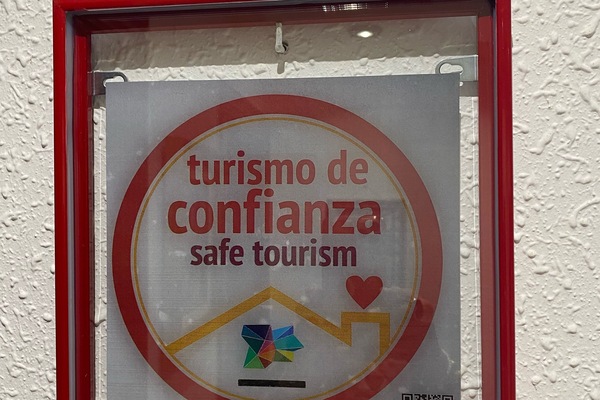 turismo de
confianza
safe tourism